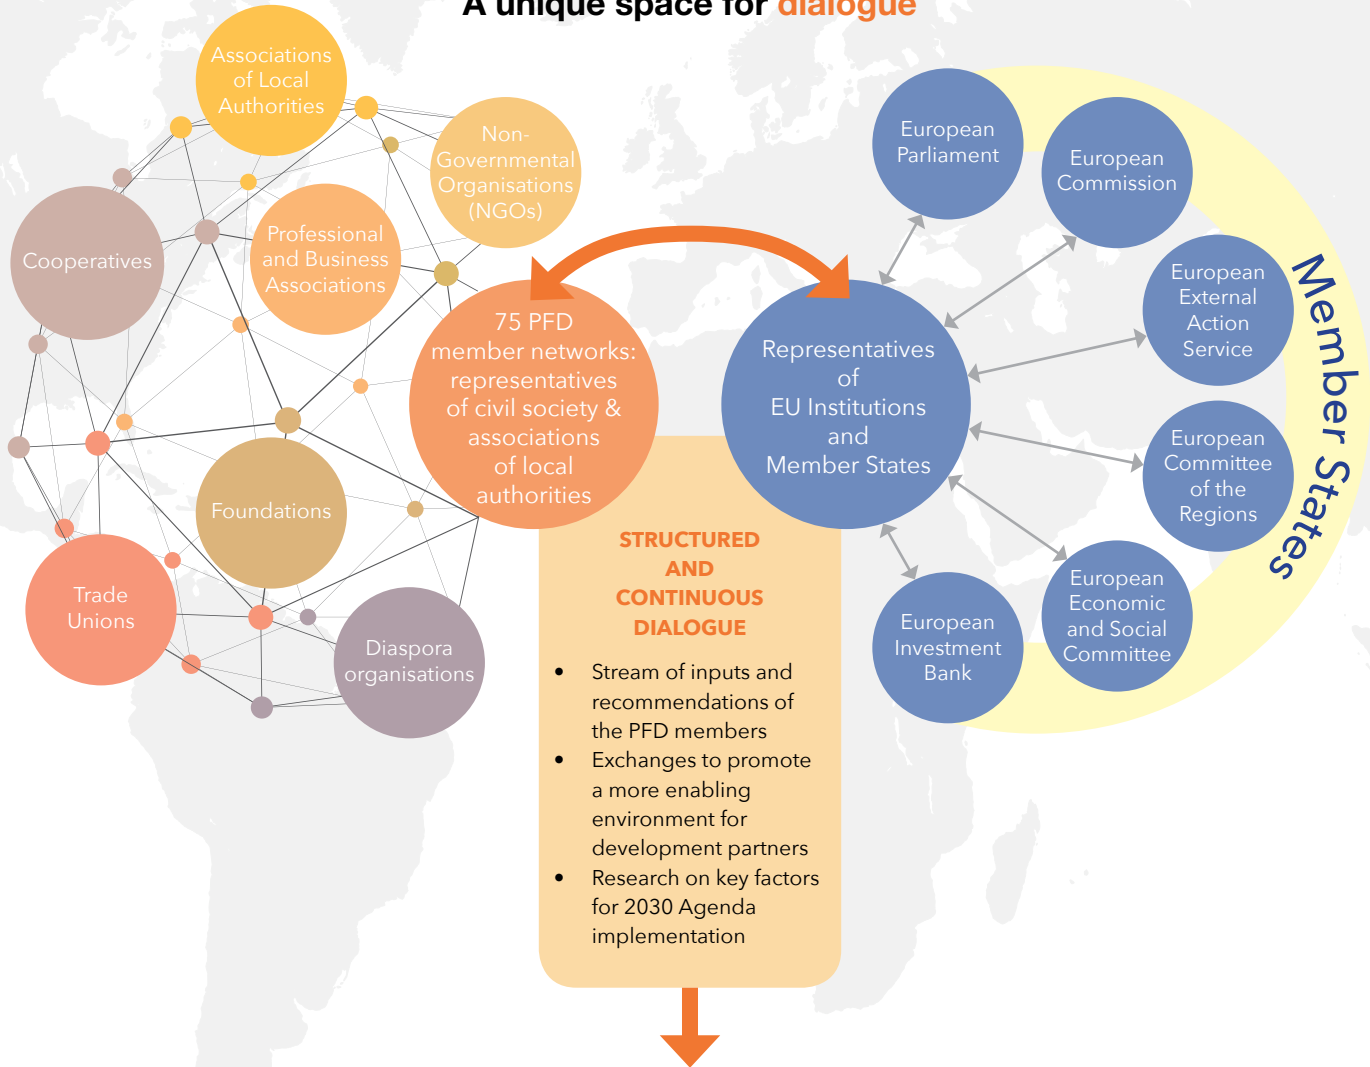 A unique space for dialogue
Associations
of Local
Authorities
Non-
Governmental
Organisations
(NGOs)
Cooperatives
Professional
and Business
Associations
Foundations
Trade
Unions
Diaspora
organisations
75 PFD
member networks:
representatives
of civil society &
associations
of local
authorities
Representatives
of
EU Institutions
and
Member States
European
Parliament
European
Commission
European
External
Action
Service
European
Committee
of the
Regions
European
Economic
and Social
Committee
European
Investment
Bank
Member States
STRUCTURED
AND
CONTINUOUS
DIALOGUE
• Stream of inputs and
recommendations of
the PFD members
• Exchanges to promote
a more enabling
environment for
development partners
• Research on key factors
for 2030 Agenda
implementation